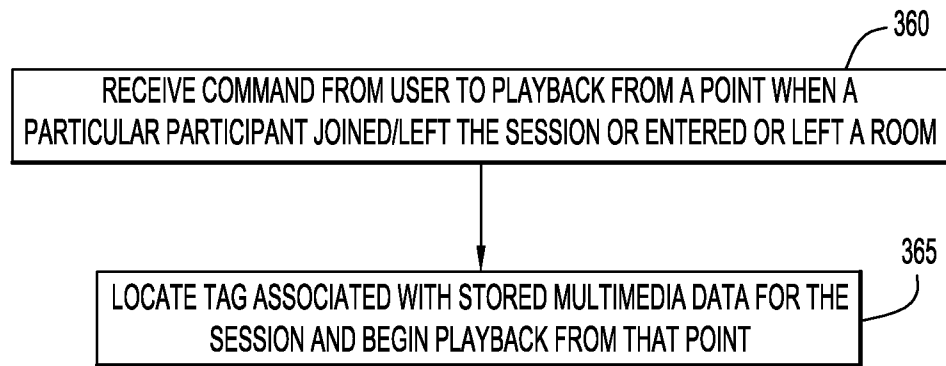 360
RECEIVE COMMAND FROM USER TO PLAYBACK FROM A POINT WHEN A
PARTICULAR PARTICIPANT JOINED/LEFT THE SESSION OR ENTERED OR LEFT A ROOM
365
LOCATE TAG ASSOCIATED WITH STORED MULTIMEDIA DATA FOR THE
SESSION AND BEGIN PLAYBACK FROM THAT POINT